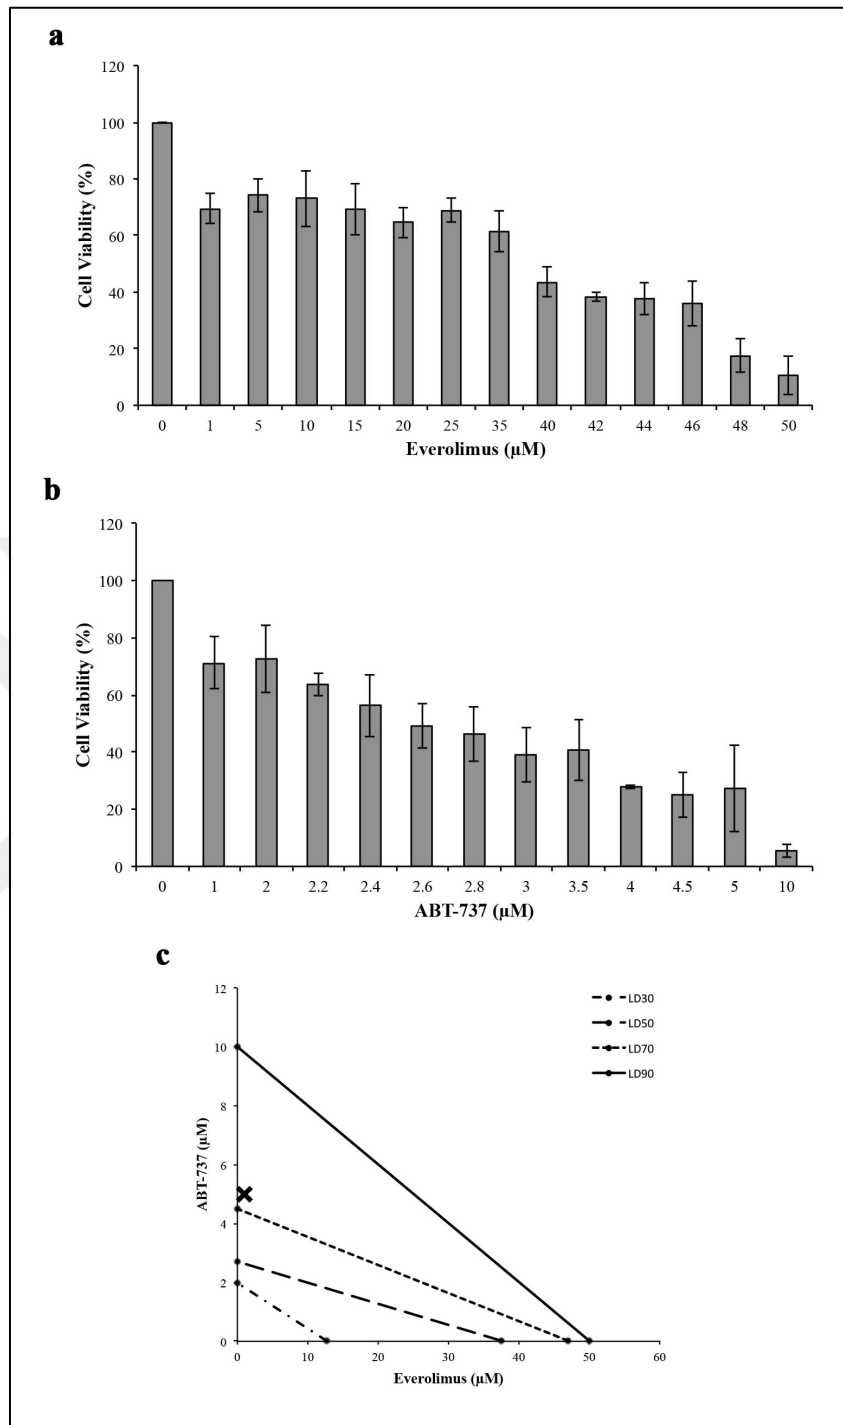 a
120
100
80
60
40
20
0
Cell Viability (%)
0 1 5 10 15 20 25 35 40 42 44 46 48 50
Everolimus (µM)
b
120
100
80
60
40
20
0
Cell Viability (%)
0 1 2 2.2 2.4 2.6 2.8 3 3.5 4 4.5 5 10
ABT-737 (µM)
c
12
10
8
6
4
2
0
ABT-737 (µM)
0 10 20 30 40 50 60
Everolimus (µM)
LD30
LD50
LD70
LD90